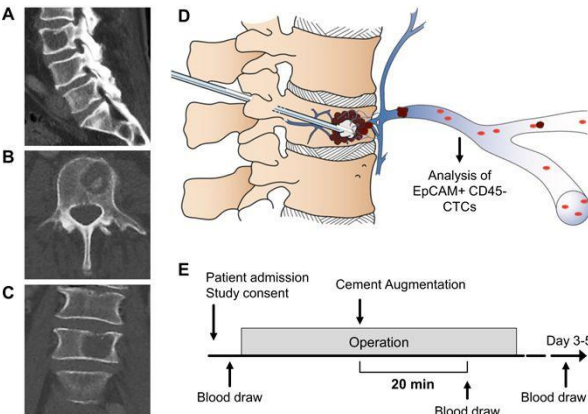 A
B
C
D
Analysis of
EpCAM+ CD45-
CTCs
E
Patient admission
Study consent
Cement Augmentation
Operation
Day 3-5
20 min
Blood draw
Blood draw
Blood draw